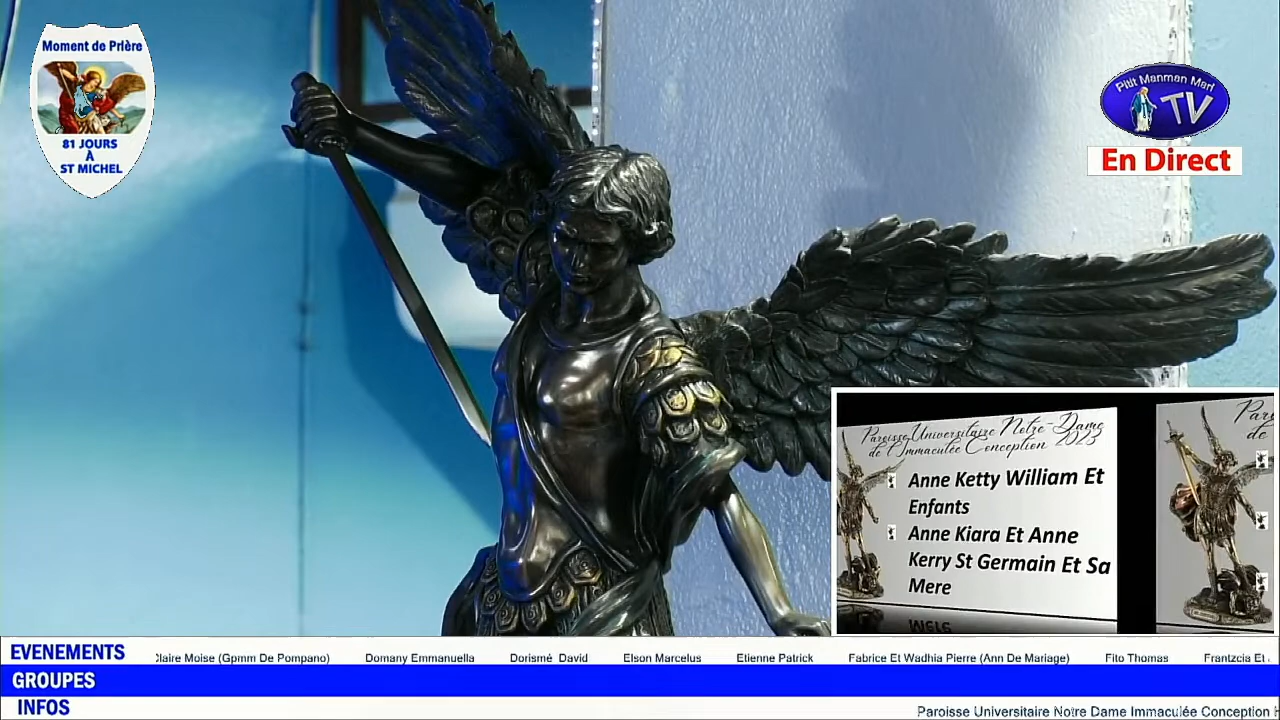 Moment de Prière
81 JOURS
À
ST MICHEL
Ptit Manman Mari
TV
En Direct
Paroisse Universitaire Notre-Dame
de l'Immaculée Conception 2023
Anne Ketty William Et
Enfants
Anne Kiara Et Anne
Kerry St Germain Et Sa
Mere
EVENEMENTS
laire Moise (Gpmm De Pompano) Domany Emmanuella Dorismé David Elson Marcelus Etienne Patrick Fabrice Et Wadhia Pierre (Ann De Mariage) Fito Thomas Frantzcia Et
GROUPES
INFOS
Paroisse Universitaire Notre Dame Immaculée Conception